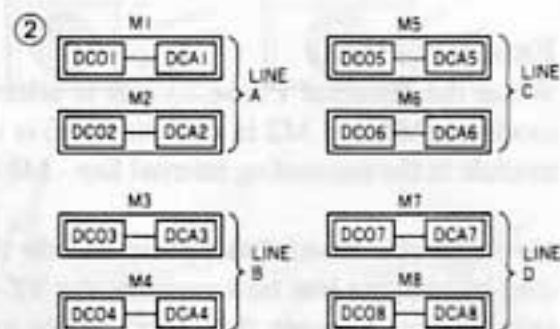 2
M1 M5
DCO1 DCA1 DCO5 DCA5
LINE A LINE C
M2 M6
DCO2 DCA2 DCO6 DCA6
M3 M7
DCO3 DCA3 DCO7 DCA7
LINE B LINE D
M4 M8
DCO4 DCA4 DCO8 DCA8